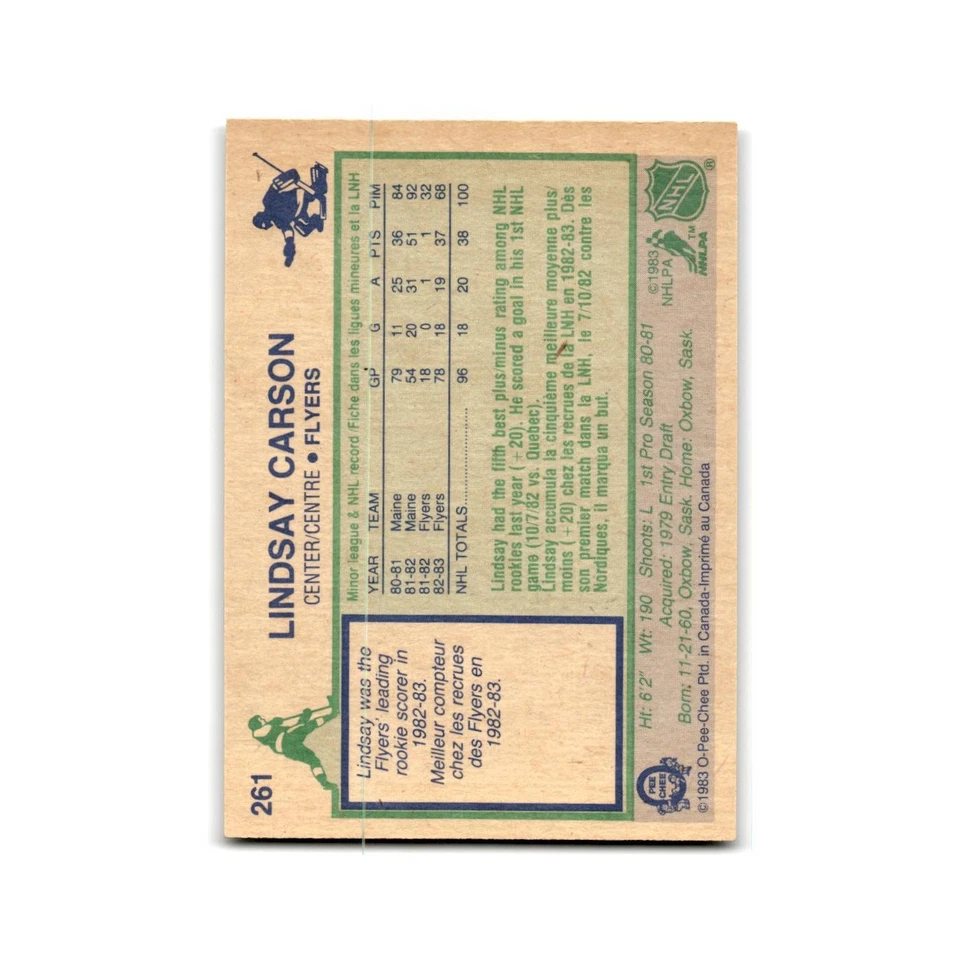 261
LINDSAY CARSON
CENTER/CENTRE • FLYERS
Lindsay was the
Flyers' leading
rookie scorer in
1982-83.
Meilleur compteur
chez les recrues
des Flyers en
1982-83.
Minor league & NHL record/Fiche dans les ligues mineures et la LNH
YEAR TEAM GP G A PTS PIM
80-81 Maine 79 11 25 36 84
81-82 Maine 54 20 31 51 92
81-82 Flyers 18 0 1 1 32
82-83 Flyers 78 18 19 37 68
NHL TOTALS.................... 96 18 20 38 100
Lindsay had the fifth best plus/minus rating among NHL
rookies last year (+20). He scored a goal in his 1st NHL
game (10/7/82 vs. Quebec).
Lindsay accumula la cinquième meilleure moyenne plus/
moins (+20) chez les recrues de la LNH en 1982-83. Dès
son premier match dans la LNH, le 7/10/82 contre les
Nordiques, il marqua un but.
Ht: 6'2" Wt: 190 Shoots: L 1st Pro Season 80-81
Acquired: 1979 Entry Draft
Born: 11-21-60, Oxbow, Sask. Home: Oxbow, Sask.
©1983 O-Pee-Chee Ptd. in Canada-Imprimé au Canada
PEE
CHEE
©1983
NHLPA
TM
NHLPA
NHL
®